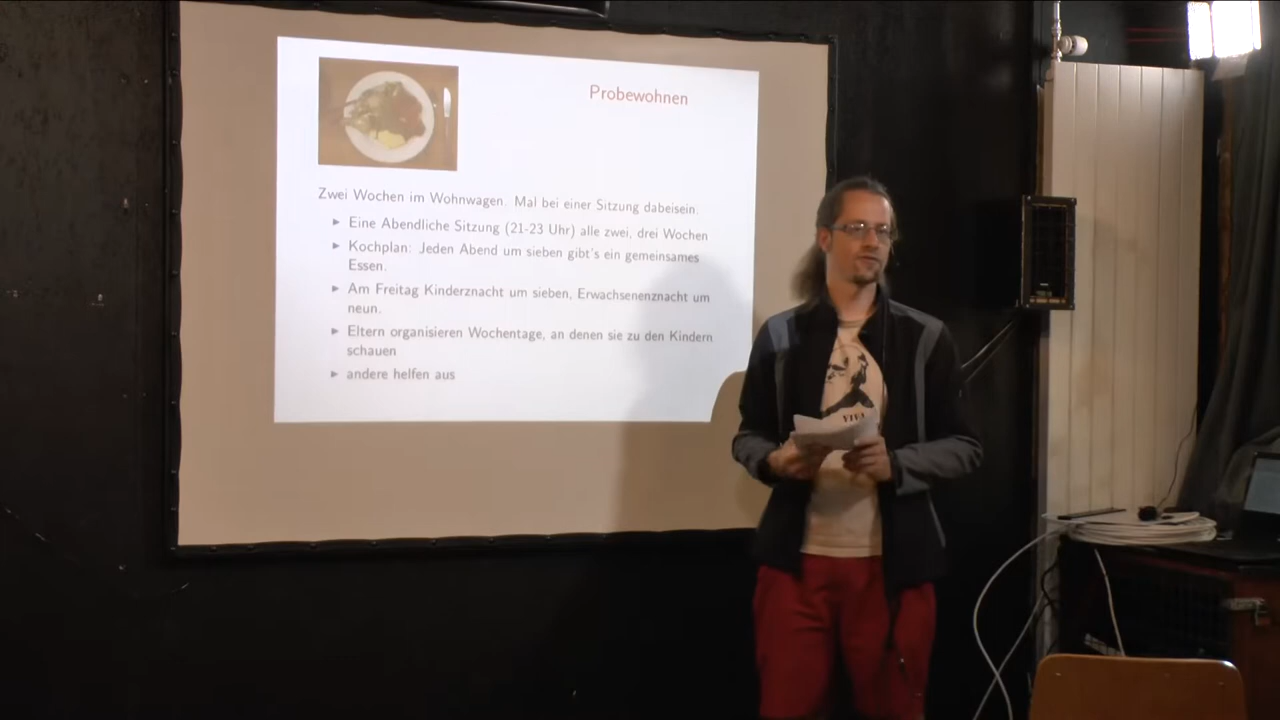 Probewohnen
Zwei Wochen im Wohnwagen. Mal bei einer Sitzung dabeisein.
▶ Eine Abendliche Sitzung (21-23 Uhr) alle zwei, drei Wochen
▶ Kochplan: Jeden Abend um sieben gibt's ein gemeinsames
Essen.
▶ Am Freitag Kinderznacht um sieben, Erwachsenenznacht um
neun.
▶ Eltern organisieren Wochentage, an denen sie zu den Kindern
schauen
▶ andere helfen aus